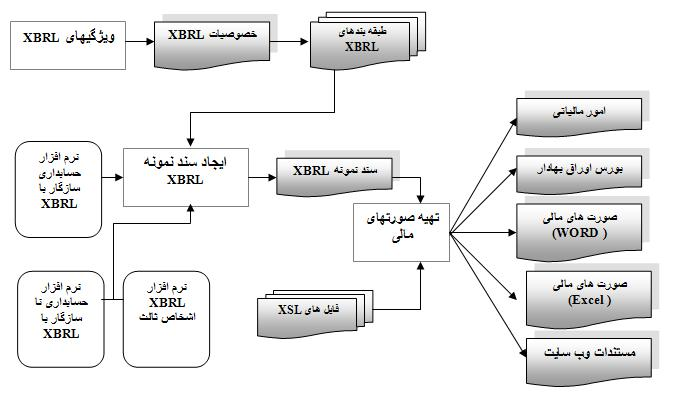 ویژگیهای XBRL
خصوصیات XBRL
طبقه بندهای
XBRL
نرم افزار
حسابداری
سازگار با
XBRL
ایجاد سند نمونه
XBRL
سند نمونه XBRL
تهیه صورتهای
مالی
نرم افزار
حسابداری نا
سازگار با
XBRL
نرم افزار
XBRL
اشخاص ثالث
فایل های XSL
امور مالیاتی
بورس اوراق بهادار
صورت های مالی
(WORD )
صورت های مالی
(Excel )
مستندات وب سایت